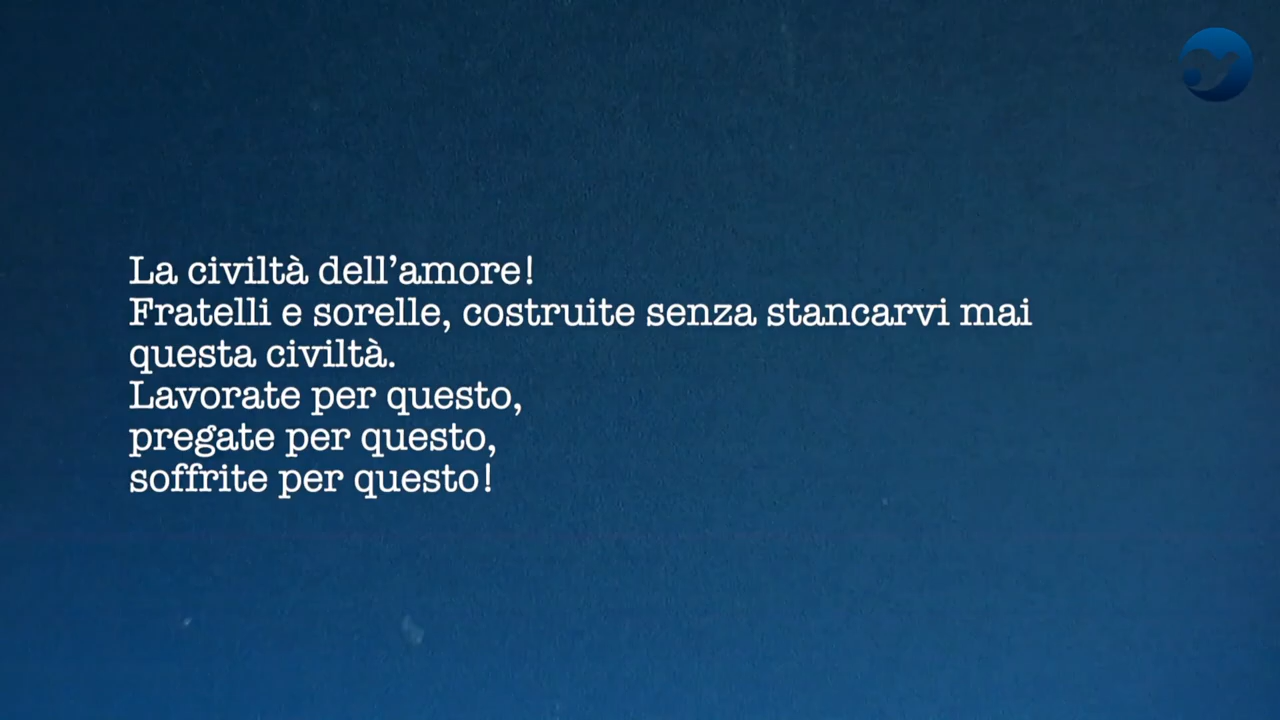 La civiltà dell’amore!
Fratelli e sorelle, costruite senza stancarvi mai
questa civiltà.
Lavorate per questo,
pregate per questo,
soffrite per questo!